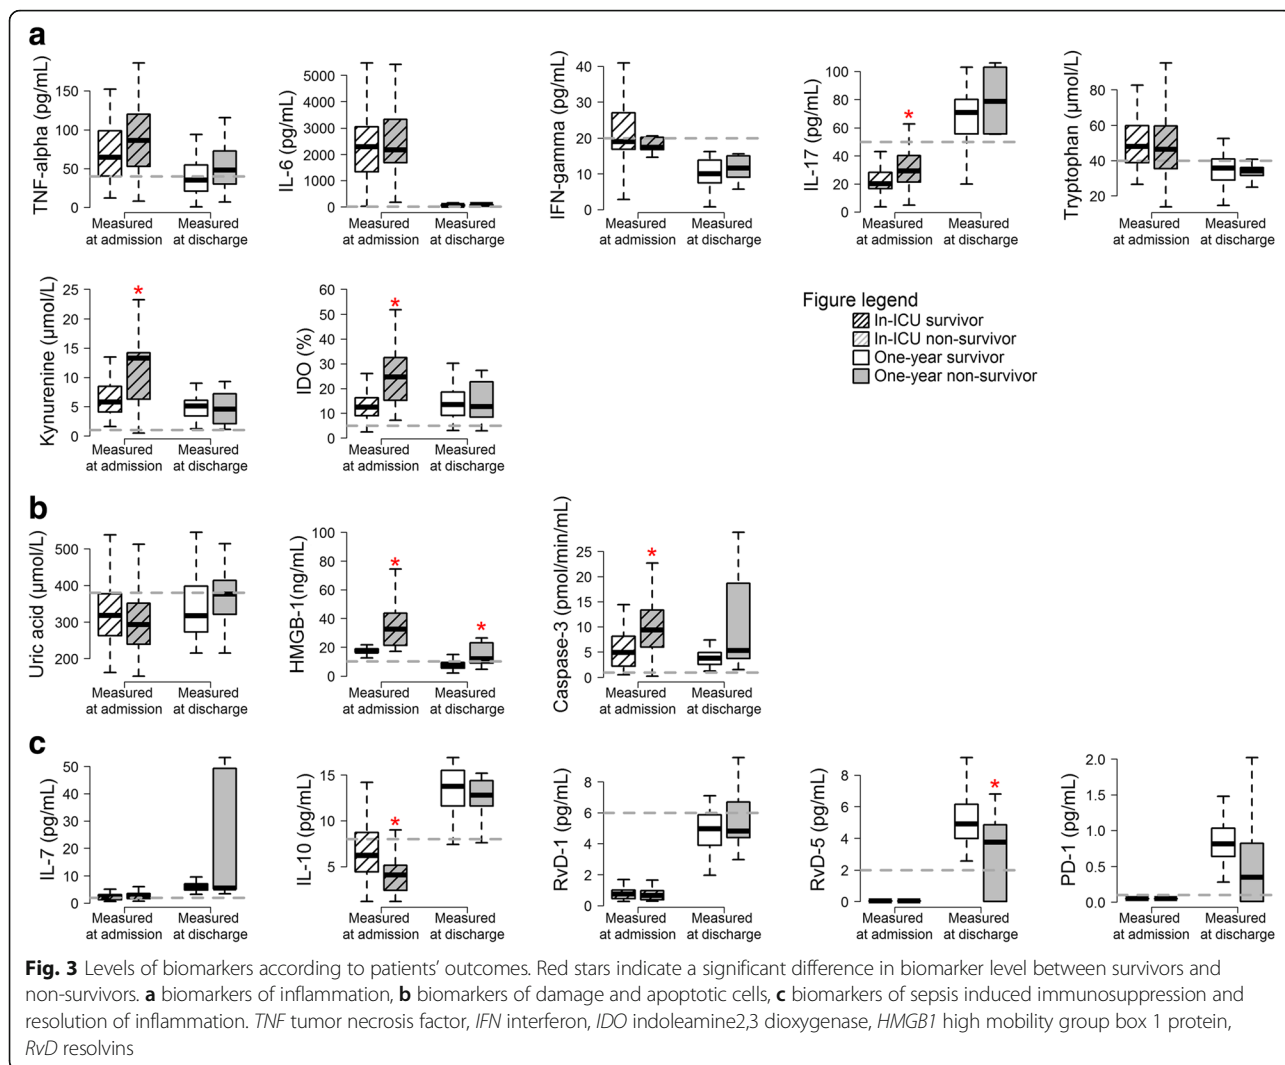 a
TNF-alpha (pg/mL)
150
100
50
0
Measured at admission
Measured at discharge
IL-6 (pg/mL)
5000
4000
3000
2000
1000
0
Measured at admission
Measured at discharge
IFN-gamma (pg/mL)
40
30
20
10
0
Measured at admission
Measured at discharge
IL-17 (pg/mL)
100
80
60
40
20
0
*
Measured at admission
Measured at discharge
Tryptophan (μmol/L)
80
60
40
20
Measured at admission
Measured at discharge
Kynurenine (μmol/L)
25
20
15
10
5
0
*
Measured at admission
Measured at discharge
IDO (%)
60
50
40
30
20
10
0
*
Measured at admission
Measured at discharge
Figure legend
In-ICU survivor
In-ICU non-survivor
One-year survivor
One-year non-survivor
b
Uric acid (μmol/L)
500
400
300
200
Measured at admission
Measured at discharge
HMGB-1(ng/mL)
100
80
60
40
20
0
*
*
Measured at admission
Measured at discharge
Caspase-3 (pmol/min/mL)
25
20
15
10
5
0
*
Measured at admission
Measured at discharge
c
IL-7 (pg/mL)
50
40
30
20
10
0
Measured at admission
Measured at discharge
IL-10 (pg/mL)
15
10
5
*
Measured at admission
Measured at discharge
RvD-1 (pg/mL)
8
6
4
2
0
Measured at admission
Measured at discharge
RvD-5 (pg/mL)
8
6
4
2
0
*
Measured at admission
Measured at discharge
PD-1 (pg/mL)
2.0
1.5
1.0
0.5
0.0
Measured at admission
Measured at discharge
Fig. 3 Levels of biomarkers according to patients' outcomes. Red stars indicate a significant difference in biomarker level between survivors and
non-survivors. a biomarkers of inflammation, b biomarkers of damage and apoptotic cells, c biomarkers of sepsis induced immunosuppression and
resolution of inflammation. TNF tumor necrosis factor, IFN interferon, IDO indoleamine2,3 dioxygenase, HMGB1 high mobility group box 1 protein,
RvD resolvins